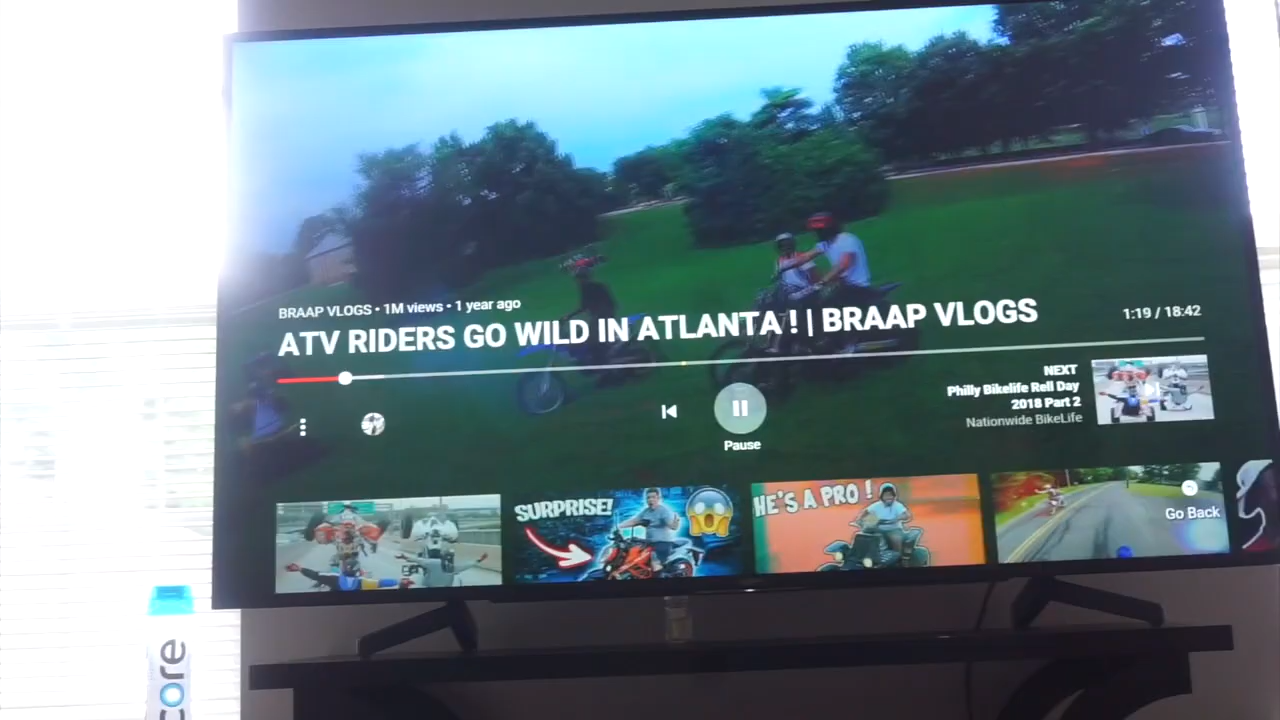 BRAAP VLOGS • 1M views • 1 year ago
ATV RIDERS GO WILD IN ATLANTA ! | BRAAP VLOGS
1:19 / 18:42
NEXT
Philly Bikelife Rell Day
2018 Part 2
Nationwide BikeLife
Pause
SURPRISE!
HE'S A PRO !
Go Back
core